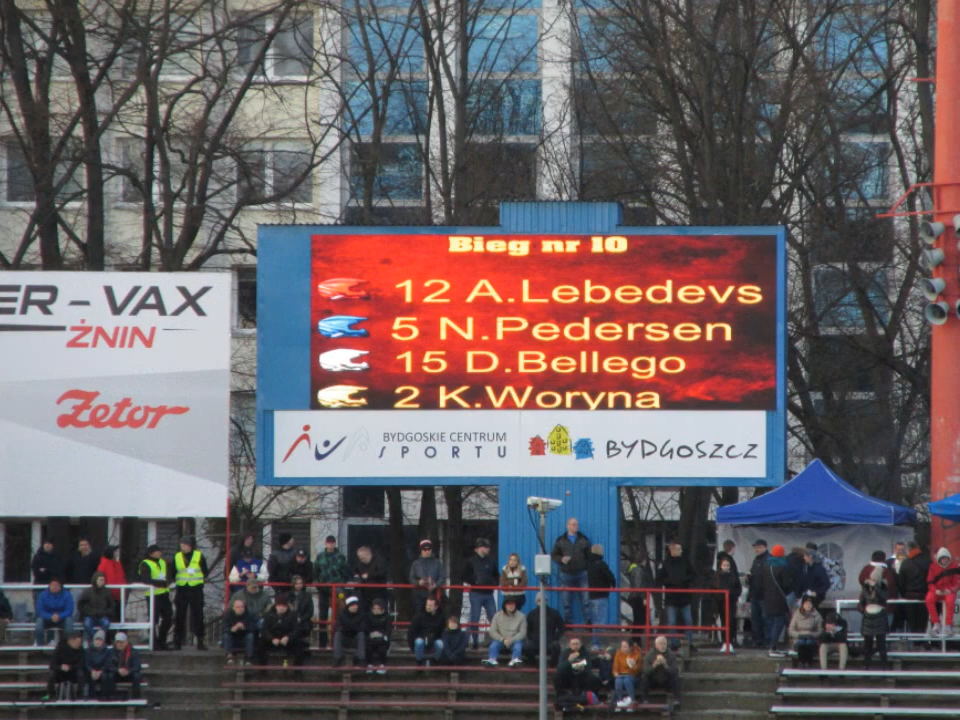 ER-VAX
ŻNIN
Zetor
Bieg nr 10
12 A.Lebedevs
5 N.Pedersen
15 D.Bellego
2 K.Woryna
BYDGOSKIE CENTRUM
SPORTU
BYDGOSZCZ